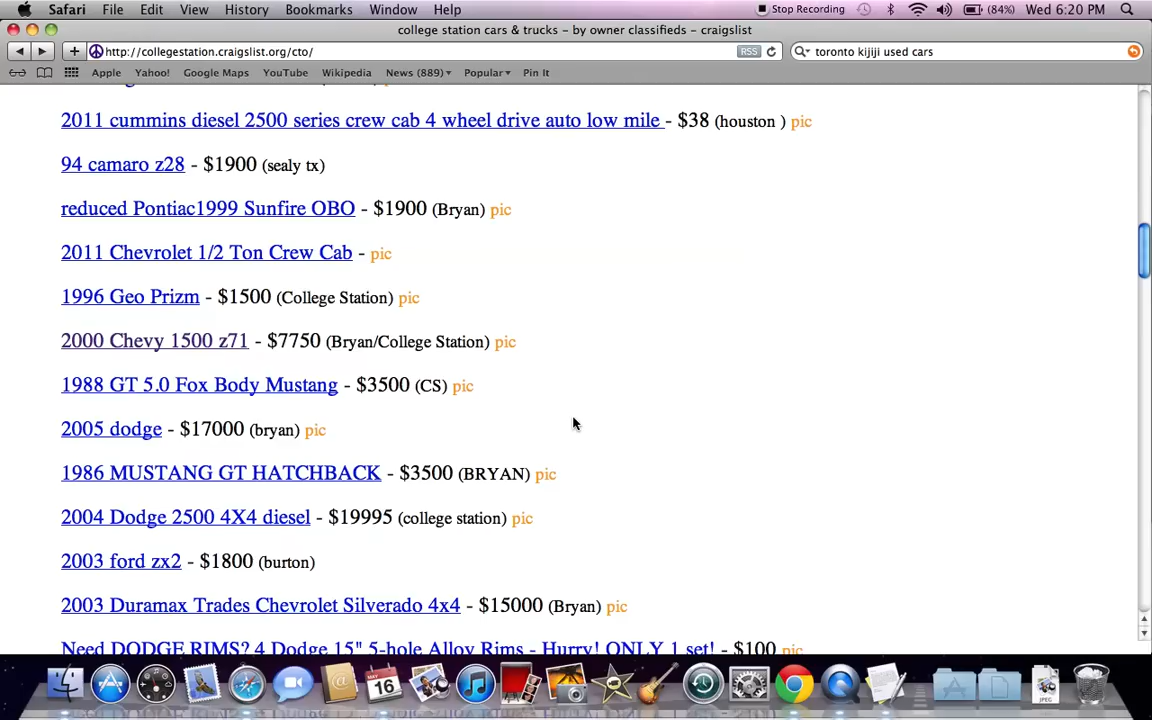 Safari File Edit View History Bookmarks Window Help Stop Recording (84%) Wed 6:20 PM
college station cars & trucks – by owner classifieds – craigslist
http://collegestation.craigslist.org/cto/ RSS toronto kijiji used cars
Apple Yahoo! Google Maps YouTube Wikipedia News (889) Popular Pin It
2011 cummins diesel 2500 series crew cab 4 wheel drive auto low mile - $38 (houston ) pic
94 camaro z28 - $1900 (sealy tx)
reduced Pontiac1999 Sunfire OBO - $1900 (Bryan) pic
2011 Chevrolet 1/2 Ton Crew Cab - pic
1996 Geo Prizm - $1500 (College Station) pic
2000 Chevy 1500 z71 - $7750 (Bryan/College Station) pic
1988 GT 5.0 Fox Body Mustang - $3500 (CS) pic
2005 dodge - $17000 (bryan) pic
1986 MUSTANG GT HATCHBACK - $3500 (BRYAN) pic
2004 Dodge 2500 4X4 diesel - $19995 (college station) pic
2003 ford zx2 - $1800 (burton)
2003 Duramax Trades Chevrolet Silverado 4x4 - $15000 (Bryan) pic
Need DODGE RIMS? 4 Dodge 15" 5-hole Alloy Rims - Hurry! ONLY 1 set! - $100 pic
16
JPEG